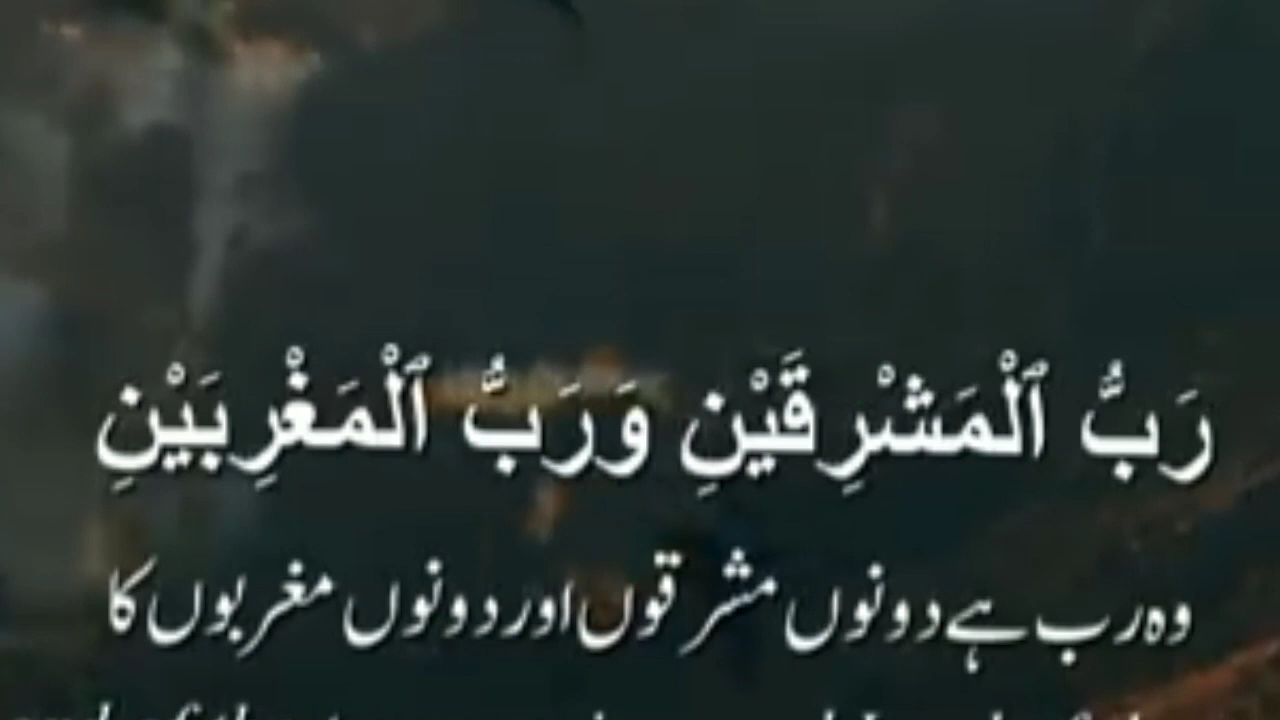 رَبُّ ٱلْمَشْرِقَيْنِ وَرَبُّ ٱلْمَغْرِبَيْنِ
وہ رب ہے دونوں مشرقوں اور دونوں مغربوں کا